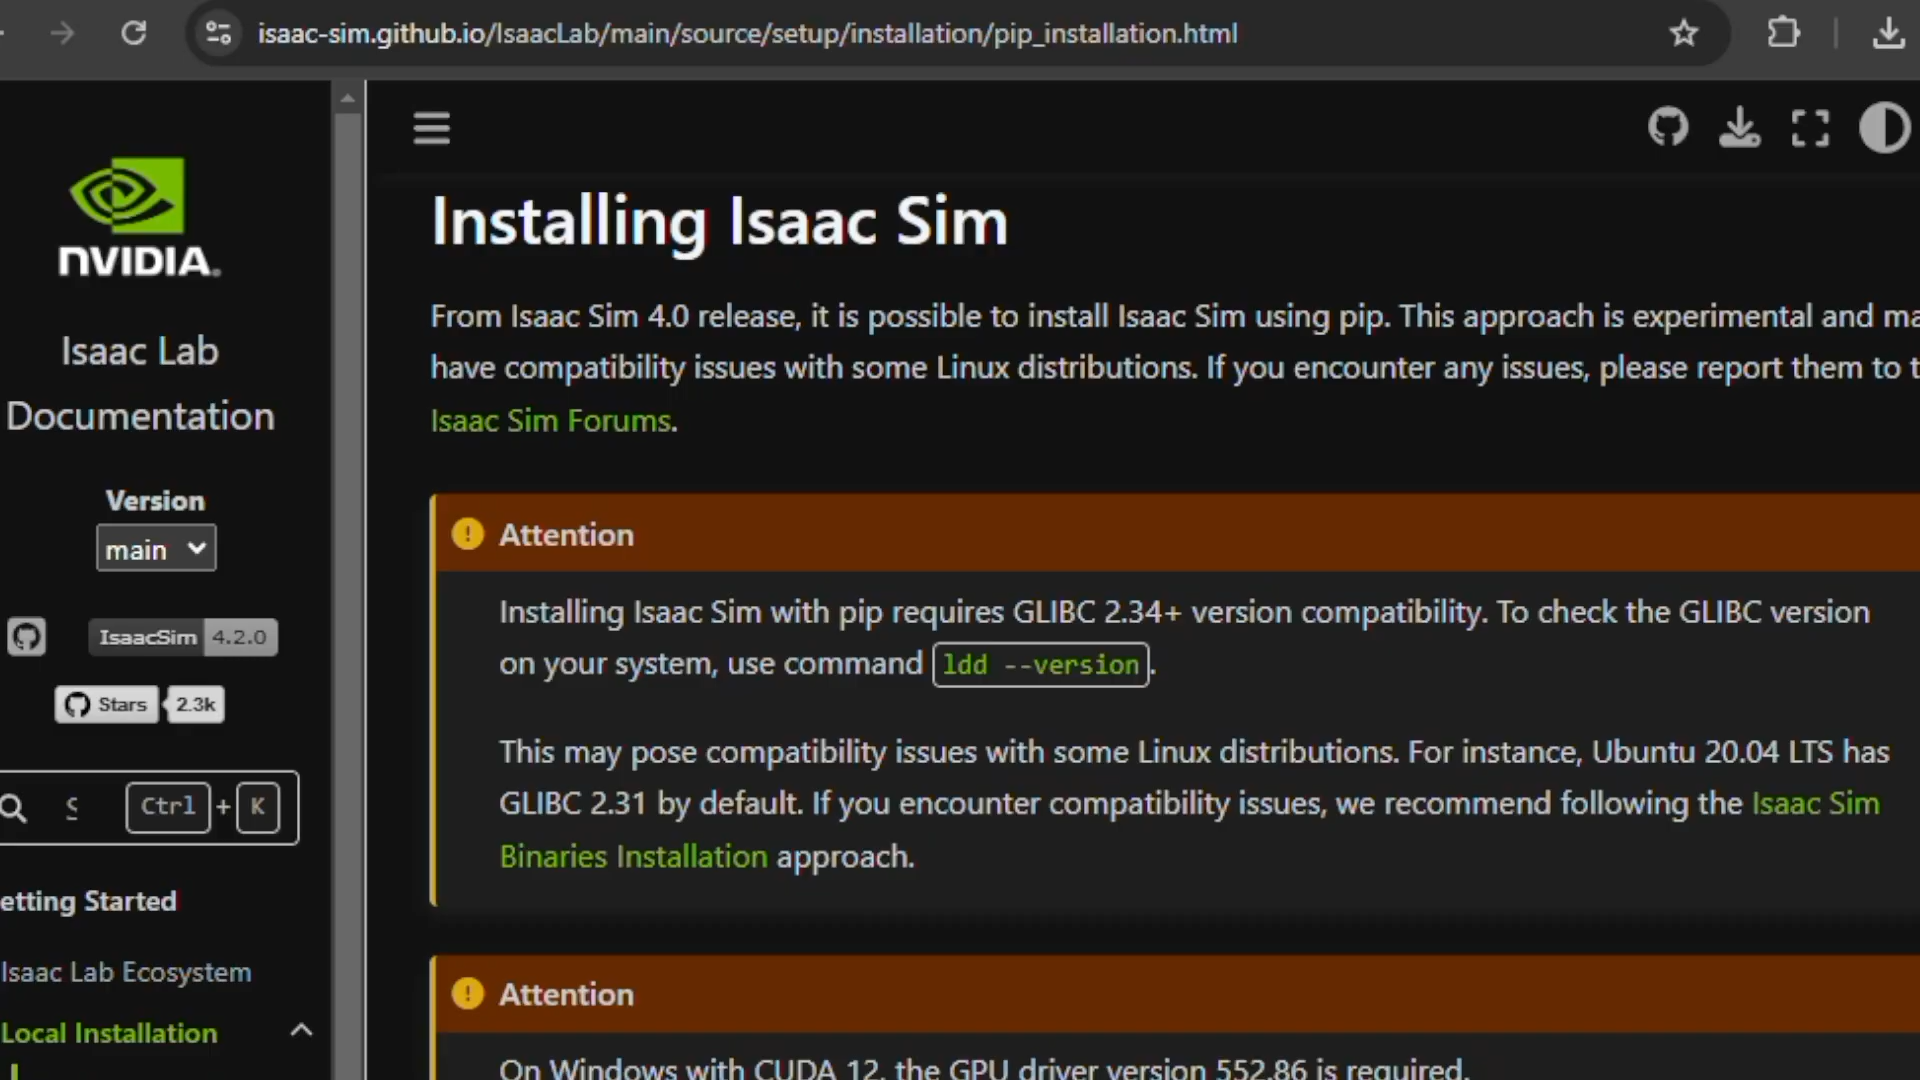 isaac-sim.github.io/IsaacLab/main/source/setup/installation/pip_installation.html
NVIDIA.
Isaac Lab
Documentation
Version
main
IsaacSim 4.2.0
Stars 2.3k
S Ctrl + K
etting Started
Isaac Lab Ecosystem
Local Installation
Installing Isaac Sim
From Isaac Sim 4.0 release, it is possible to install Isaac Sim using pip. This approach is experimental and ma
have compatibility issues with some Linux distributions. If you encounter any issues, please report them to t
Isaac Sim Forums.
Attention
Installing Isaac Sim with pip requires GLIBC 2.34+ version compatibility. To check the GLIBC version
on your system, use command ldd --version.
This may pose compatibility issues with some Linux distributions. For instance, Ubuntu 20.04 LTS has
GLIBC 2.31 by default. If you encounter compatibility issues, we recommend following the Isaac Sim
Binaries Installation approach.
Attention
On Windows with CUDA 12, the GPU driver version 552.86 is required.